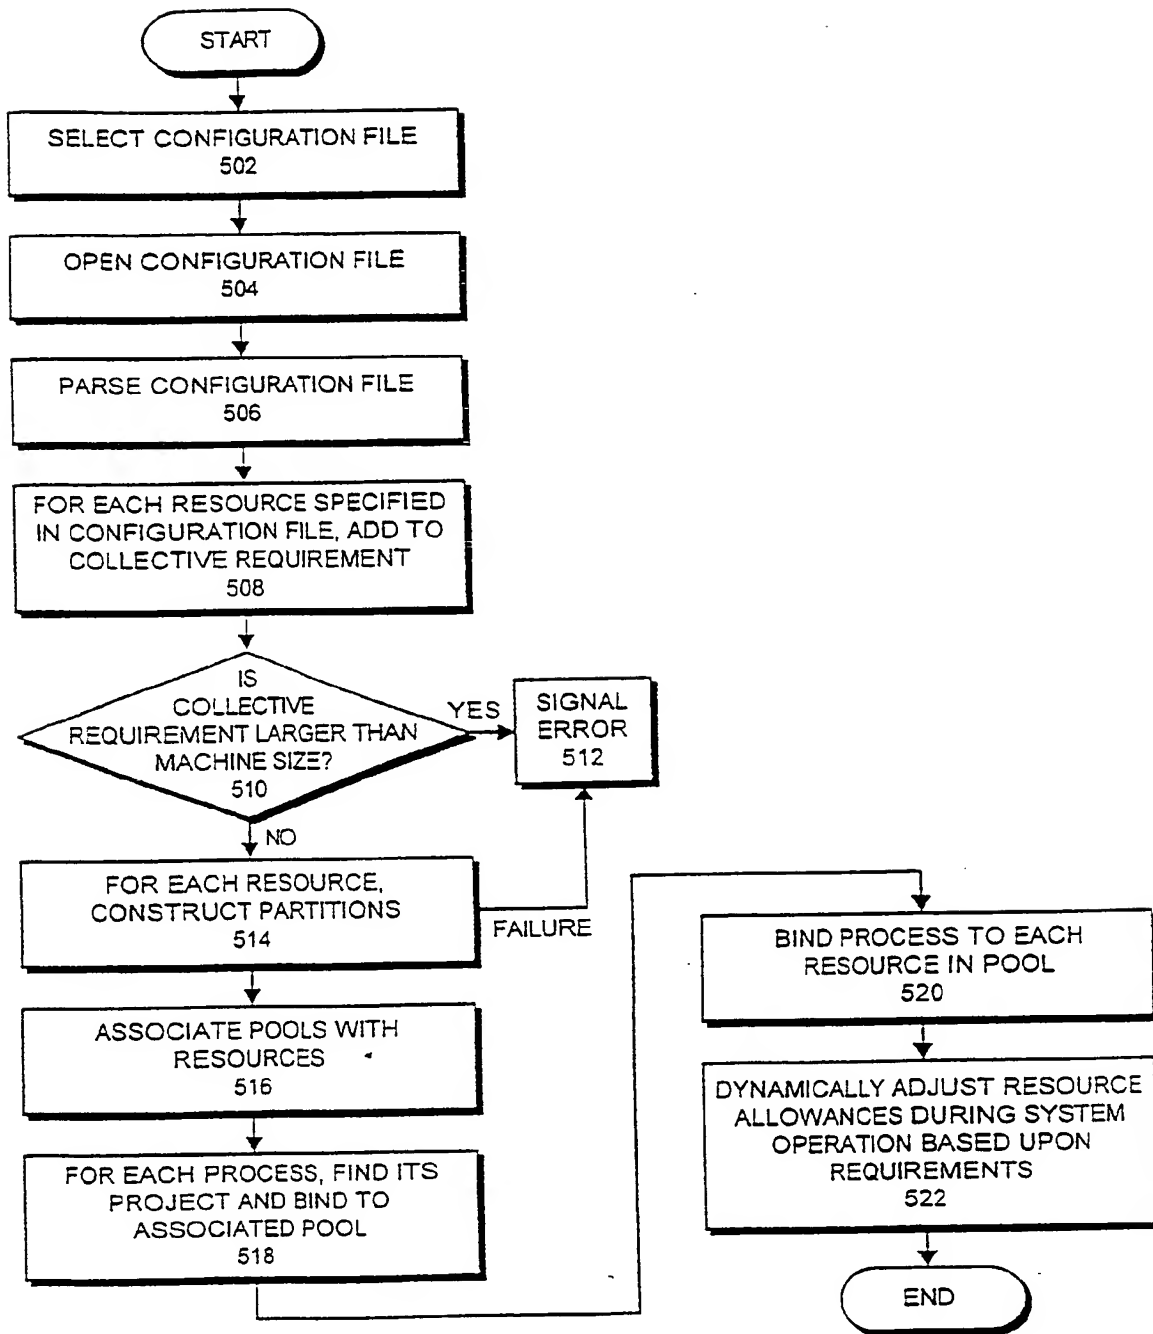 START
SELECT CONFIGURATION FILE
502
OPEN CONFIGURATION FILE
504
PARSE CONFIGURATION FILE
506
FOR EACH RESOURCE SPECIFIED
IN CONFIGURATION FILE, ADD TO
COLLECTIVE REQUIREMENT
508
IS
COLLECTIVE
REQUIREMENT LARGER THAN
MACHINE SIZE?
510
YES
SIGNAL
ERROR
512
NO
FOR EACH RESOURCE,
CONSTRUCT PARTITIONS
514
FAILURE
ASSOCIATE POOLS WITH
RESOURCES
516
FOR EACH PROCESS, FIND ITS
PROJECT AND BIND TO
ASSOCIATED POOL
518
BIND PROCESS TO EACH
RESOURCE IN POOL
520
DYNAMICALLY ADJUST RESOURCE
ALLOWANCES DURING SYSTEM
OPERATION BASED UPON
REQUIREMENTS
522
END